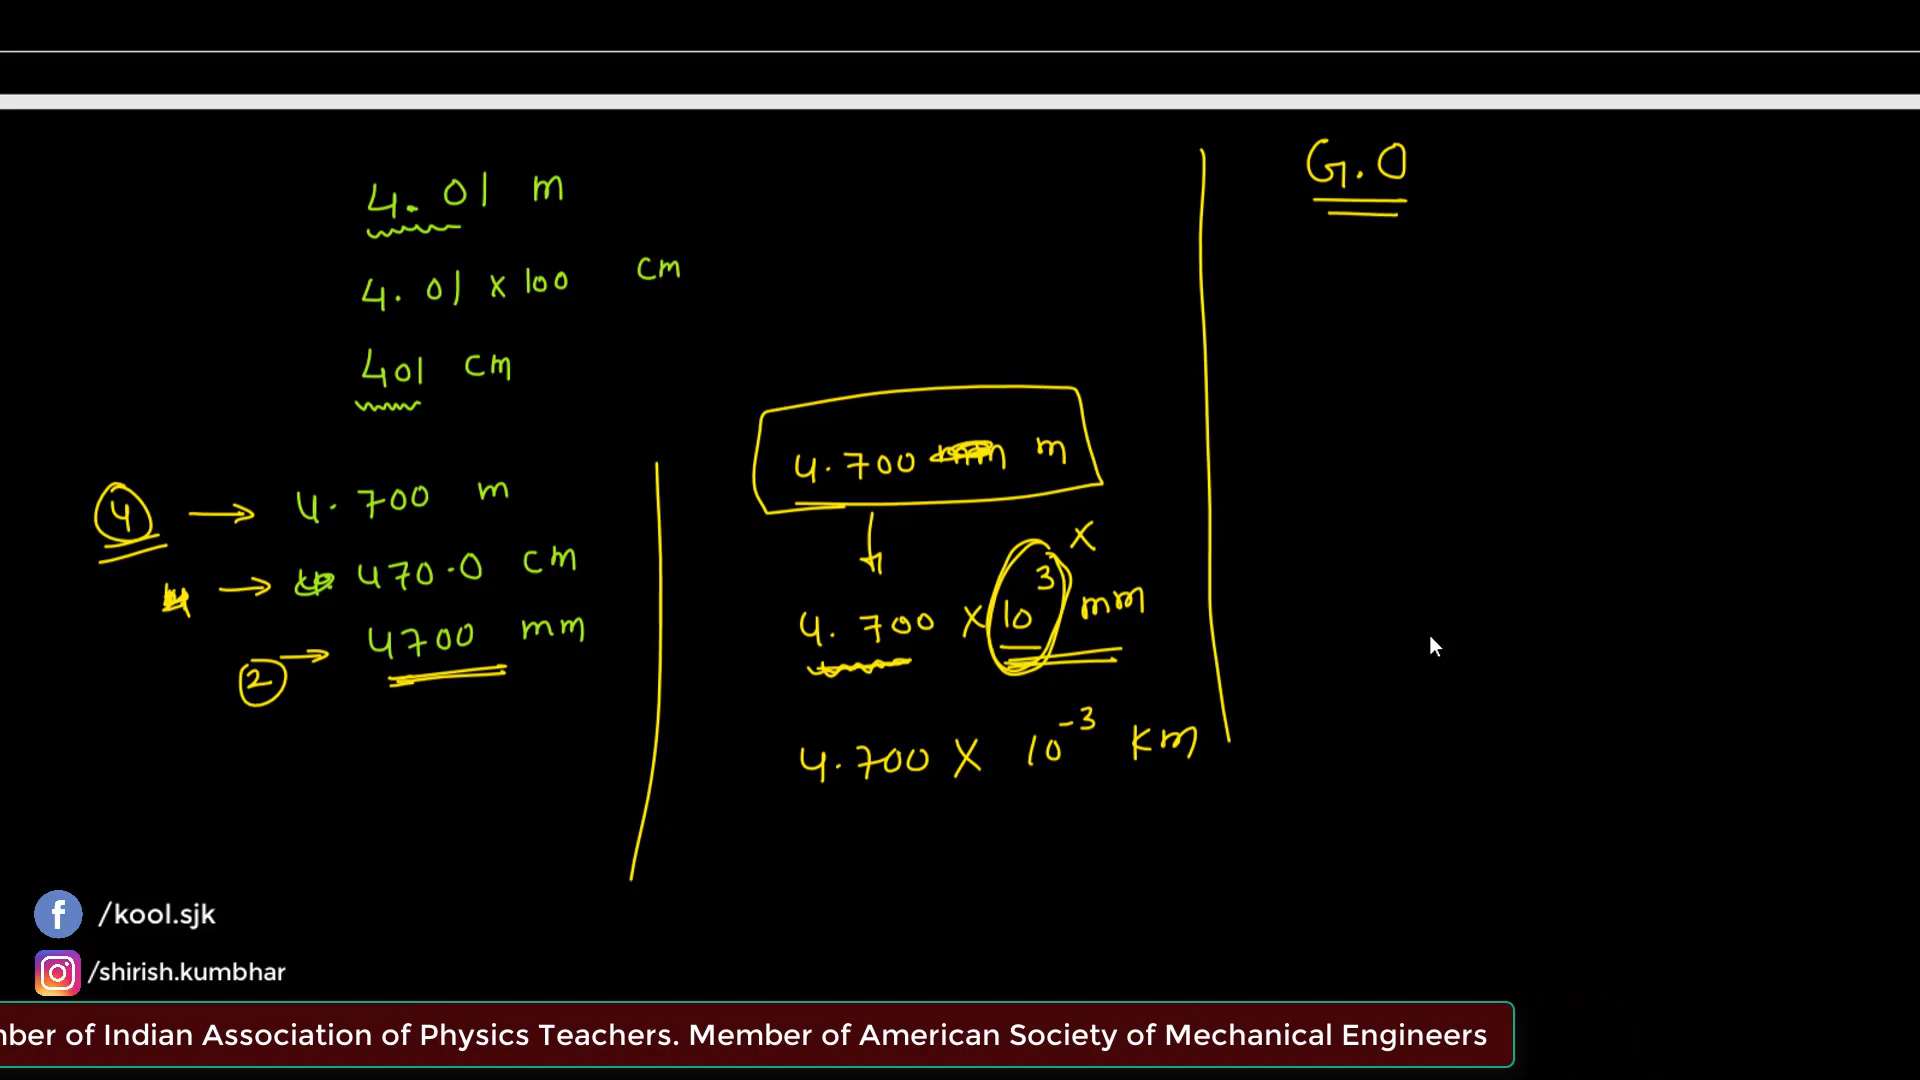 4.01 m
4.01 x 100 cm
401 cm
4 → 4.700 m
→ 470.0 cm
2 → 4700 mm
4.700 m
4.700 x 10³ mm
x
4.700 x 10⁻³ km
G.O
/kool.sjk
/shirish.kumbhar
ber of Indian Association of Physics Teachers. Member of American Society of Mechanical Engineers